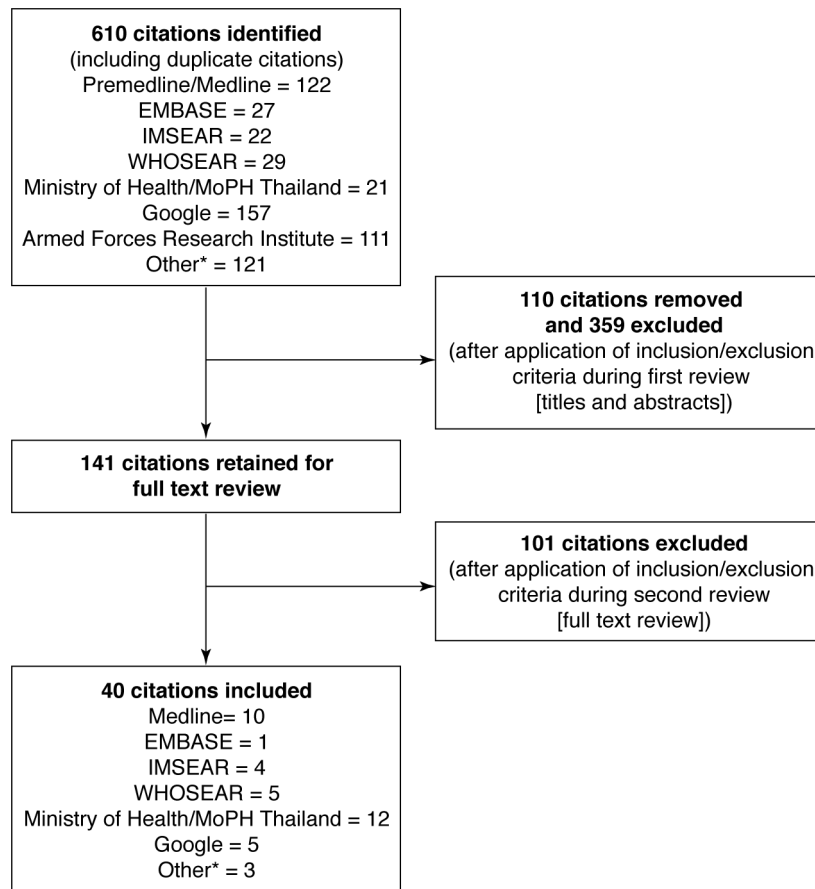 610 citations identified
(including duplicate citations)
Premedline/Medline = 122
EMBASE = 27
IMSEAR = 22
WHOSEAR = 29
Ministry of Health/MoPH Thailand = 21
Google = 157
Armed Forces Research Institute = 111
Other* = 121
110 citations removed
and 359 excluded
(after application of inclusion/exclusion
criteria during first review
[titles and abstracts])
141 citations retained for
full text review
101 citations excluded
(after application of inclusion/exclusion
criteria during second review
[full text review])
40 citations included
Medline= 10
EMBASE = 1
IMSEAR = 4
WHOSEAR = 5
Ministry of Health/MoPH Thailand = 12
Google = 5
Other* = 3